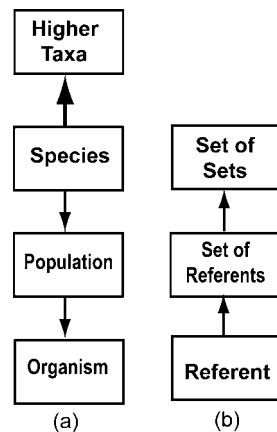 Higher
Taxa
Species
Population
Organism
(a)
Set of
Sets
Set of
Referents
Referent
(b)